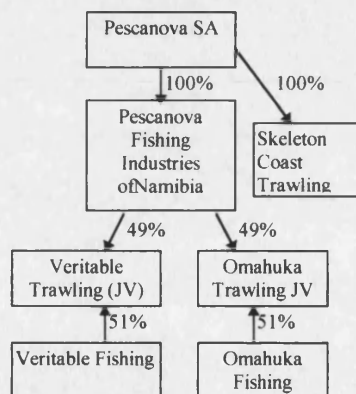 Pescanova SA
100%
100%
Pescanova
Fishing
Industries
ofNamibia
Skeleton
Coast
Trawling
49%
49%
Veritable
Trawling (JV)
Omahuka
Trawling JV
51%
51%
Veritable Fishing
Omahuka
Fishing